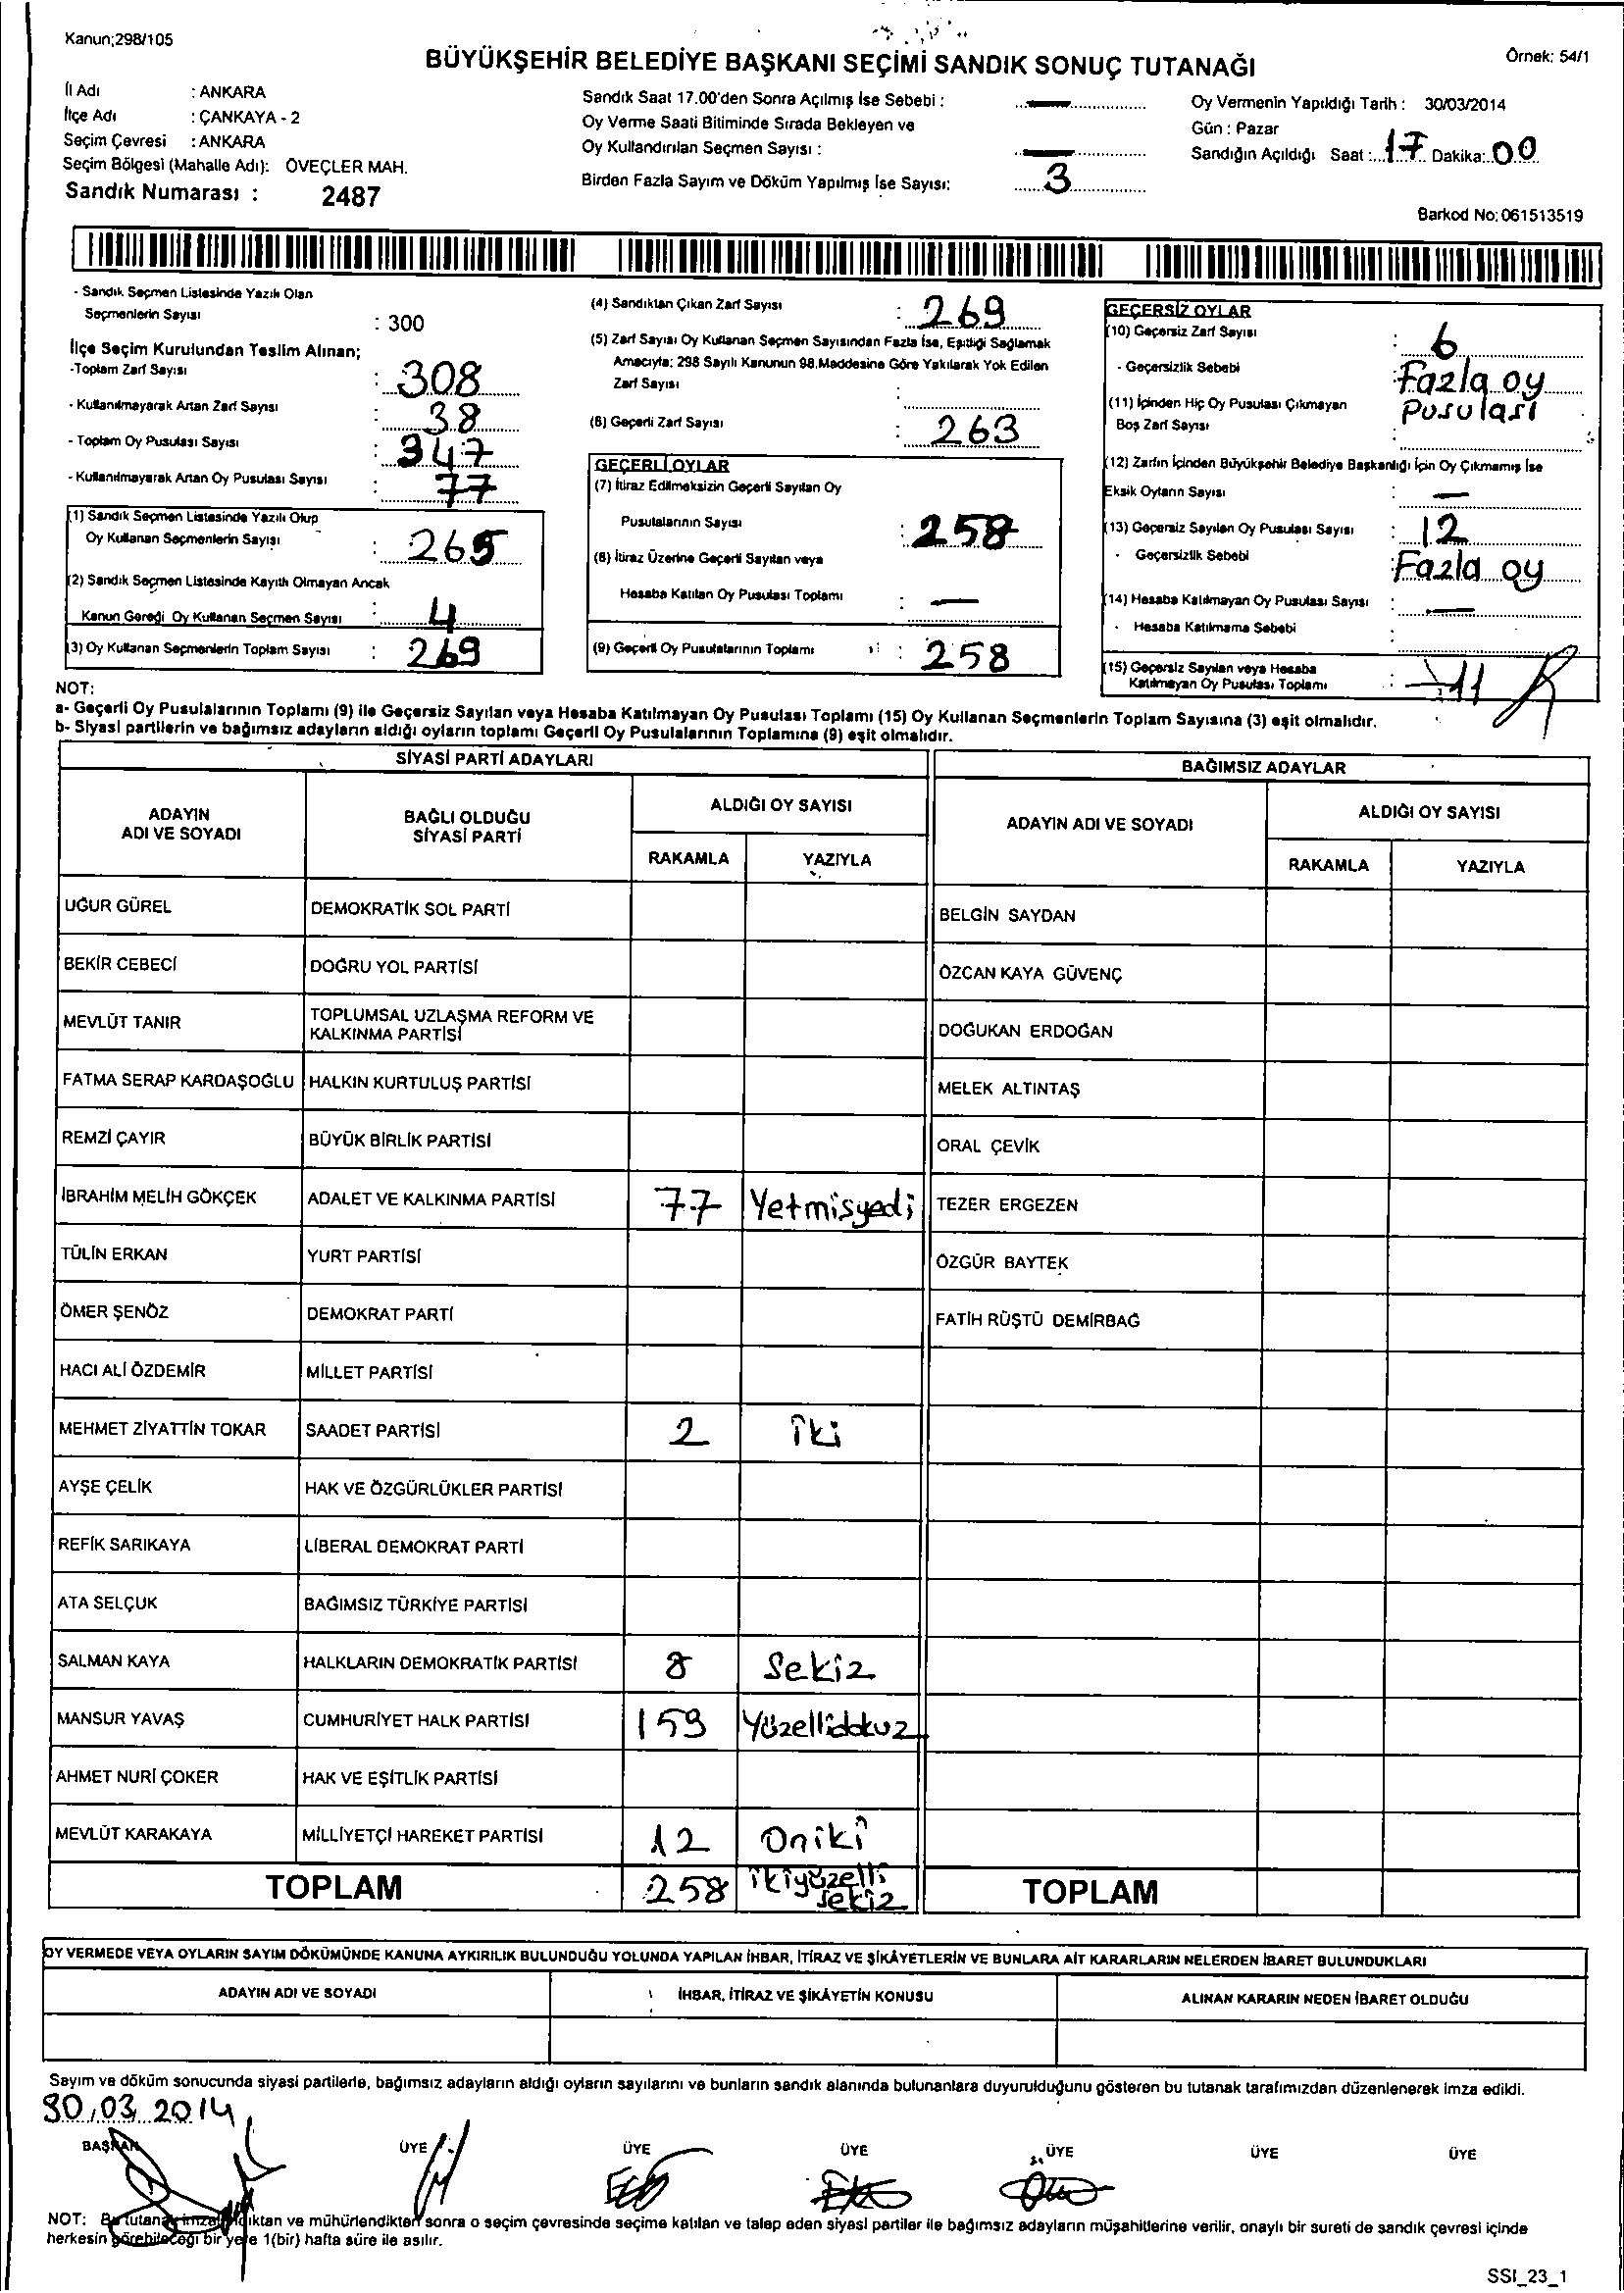 Kanun;298/105
BÜYÜKŞEHİR BELEDİYE BAŞKANI SEÇİMİ SANDIK SONUÇ TUTANAĞI
Örnek: 54/1
İl Adı : ANKARA
İlçe Adı : ÇANKAYA - 2
Seçim Çevresi : ANKARA
Seçim Bölgesi (Mahalle Adı): ÖVEÇLER MAH.
Sandık Numarası : 2487
Sandık Saat 17.00'den Sonra Açılmış İse Sebebi : —
Oy Verme Saati Bitiminde Sırada Bekleyen ve
Oy Kullandırılan Seçmen Sayısı : —
Birden Fazla Sayım ve Döküm Yapılmış İse Sayısı: 3
Oy Vermenin Yapıldığı Tarih : 30/03/2014
Gün : Pazar
Sandığın Açıldığı Saat : 17 Dakika: 00
Barkod No: 061513519
- Sandık Seçmen Listesinde Yazılı Olan
Seçmenlerin Sayısı : 300
İlçe Seçim Kurulundan Teslim Alınan;
-Toplam Zarf Sayısı : 308
- Kullanılmayarak Artan Zarf Sayısı : 38
- Toplam Oy Pusulası Sayısı : 347
- Kullanılmayarak Artan Oy Pusulası Sayısı : 77
(1) Sandık Seçmen Listesinde Yazılı Olup
Oy Kullanan Seçmenlerin Sayışı : 265
(2) Sandık Seçmen Listesinde Kayıtlı Olmayan Ancak
Kanun Gereği Oy Kullanan Seçmen Sayısı : 4
(3) Oy Kullanan Seçmenlerin Toplam Sayısı : 269
(4) Sandıktan Çıkan Zarf Sayısı : 269
(5) Zarf Sayısı Oy Kullanan Seçmen Sayısından Fazla İse, Eşitliği Sağlamak
Amacıyla; 298 Sayılı Kanunun 98.Maddesine Göre Yakılarak Yok Edilen
Zarf Sayısı :
(6) Geçerli Zarf Sayısı : 263
GEÇERLİ OYLAR
(7) İtiraz Edilmeksizin Geçerli Sayılan Oy
Pusulalarının Sayısı : 258
(8) İtiraz Üzerine Geçerli Sayılan veya
Hesaba Katılan Oy Pusulası Toplamı : —
(9) Geçerli Oy Pusulalarının Toplamı : 258
GEÇERSİZ OYLAR
(10) Geçersiz Zarf Sayısı : 6
- Geçersizlik Sebebi : Fazla oy
Pusulası
(11) İçinden Hiç Oy Pusulası Çıkmayan
Boş Zarf Sayısı :
(12) Zarfın İçinden Büyükşehir Belediye Başkanlığı İçin Oy Çıkmamış İse
Eksik Oyların Sayısı : —
(13) Geçersiz Sayılan Oy Pusulası Sayısı : 12
- Geçersizlik Sebebi : Fazla oy
(14) Hesaba Katılmayan Oy Pusulası Sayısı : —
- Hesaba Katılmama Sebebi :
(15) Geçersiz Sayılan veya Hesaba
Katılmayan Oy Pusulası Toplamı : 11
NOT:
a- Geçerli Oy Pusulalarının Toplamı (9) ile Geçersiz Sayılan veya Hesaba Katılmayan Oy Pusulası Toplamı (15) Oy Kullanan Seçmenlerin Toplam Sayısına (3) eşit olmalıdır.
b- Siyasi partilerin ve bağımsız adayların aldığı oyların toplamı Geçerli Oy Pusulalarının Toplamına (9) eşit olmalıdır.
SİYASİ PARTİ ADAYLARI
ADAYIN ADI VE SOYADI
BAĞLI OLDUĞU SİYASİ PARTİ
ALDIĞI OY SAYISI
RAKAMLA YAZIYLA
UĞUR GÜREL DEMOKRATİK SOL PARTİ
BEKİR CEBECİ DOĞRU YOL PARTİSİ
MEVLÜT TANIR TOPLUMSAL UZLAŞMA REFORM VE
KALKINMA PARTİSİ
FATMA SERAP KARDAŞOĞLU HALKIN KURTULUŞ PARTİSİ
REMZİ ÇAYIR BÜYÜK BİRLİK PARTİSİ
İBRAHİM MELİH GÖKÇEK ADALET VE KALKINMA PARTİSİ 77 Yetmisyedi
TÜLİN ERKAN YURT PARTİSİ
ÖMER ŞENÖZ DEMOKRAT PARTİ
HACI ALİ ÖZDEMİR MİLLET PARTİSİ
MEHMET ZİYATTİN TOKAR SAADET PARTİSİ 2 iki
AYŞE ÇELİK HAK VE ÖZGÜRLÜKLER PARTİSİ
REFİK SARIKAYA LİBERAL DEMOKRAT PARTİ
ATA SELÇUK BAĞIMSIZ TÜRKİYE PARTİSİ
SALMAN KAYA HALKLARIN DEMOKRATİK PARTİSİ 8 Sekiz
MANSUR YAVAŞ CUMHURİYET HALK PARTİSİ 159 Yüzelliddkuz
AHMET NURİ ÇOKER HAK VE EŞİTLİK PARTİSİ
MEVLÜT KARAKAYA MİLLİYETÇİ HAREKET PARTİSİ 12 Oniki
TOPLAM 258 ikiyüzelli
sekiz
BAĞIMSIZ ADAYLAR
ADAYIN ADI VE SOYADI
ALDIĞI OY SAYISI
RAKAMLA YAZIYLA
BELGİN SAYDAN
ÖZCAN KAYA GÜVENÇ
DOĞUKAN ERDOĞAN
MELEK ALTINTAŞ
ORAL ÇEVİK
TEZER ERGEZEN
ÖZGÜR BAYTEK
FATİH RÜŞTÜ DEMİRBAĞ
TOPLAM
OY VERMEDE VEYA OYLARIN SAYIM DÖKÜMÜNDE KANUNA AYKIRILIK BULUNDUĞU YOLUNDA YAPILAN İHBAR, İTİRAZ VE ŞİKÂYETLERİN VE BUNLARA AİT KARARLARIN NELERDEN İBARET BULUNDUKLARI
ADAYIN ADI VE SOYADI İHBAR, İTİRAZ VE ŞİKÂYETİN KONUSU ALINAN KARARIN NEDEN İBARET OLDUĞU
Sayım ve döküm sonucunda siyasi partilerle, bağımsız adayların aldığı oyların sayılarını ve bunların sandık alanında bulunanlara duyurulduğunu gösteren bu tutanak tarafımızdan düzenlenerek imza edildi.
30.03.2014
BAŞKAN ÜYE ÜYE ÜYE ÜYE ÜYE ÜYE
NOT: Bu tutanak imzalandıktan ve mühürlendikten sonra o seçim çevresinde seçime katılan ve talep eden siyasi partiler ile bağımsız adayların müşahitlerine verilir, onaylı bir sureti de sandık çevresi içinde
herkesin görebileceği bir yere 1(bir) hafta süre ile asılır.
SSI_23_1